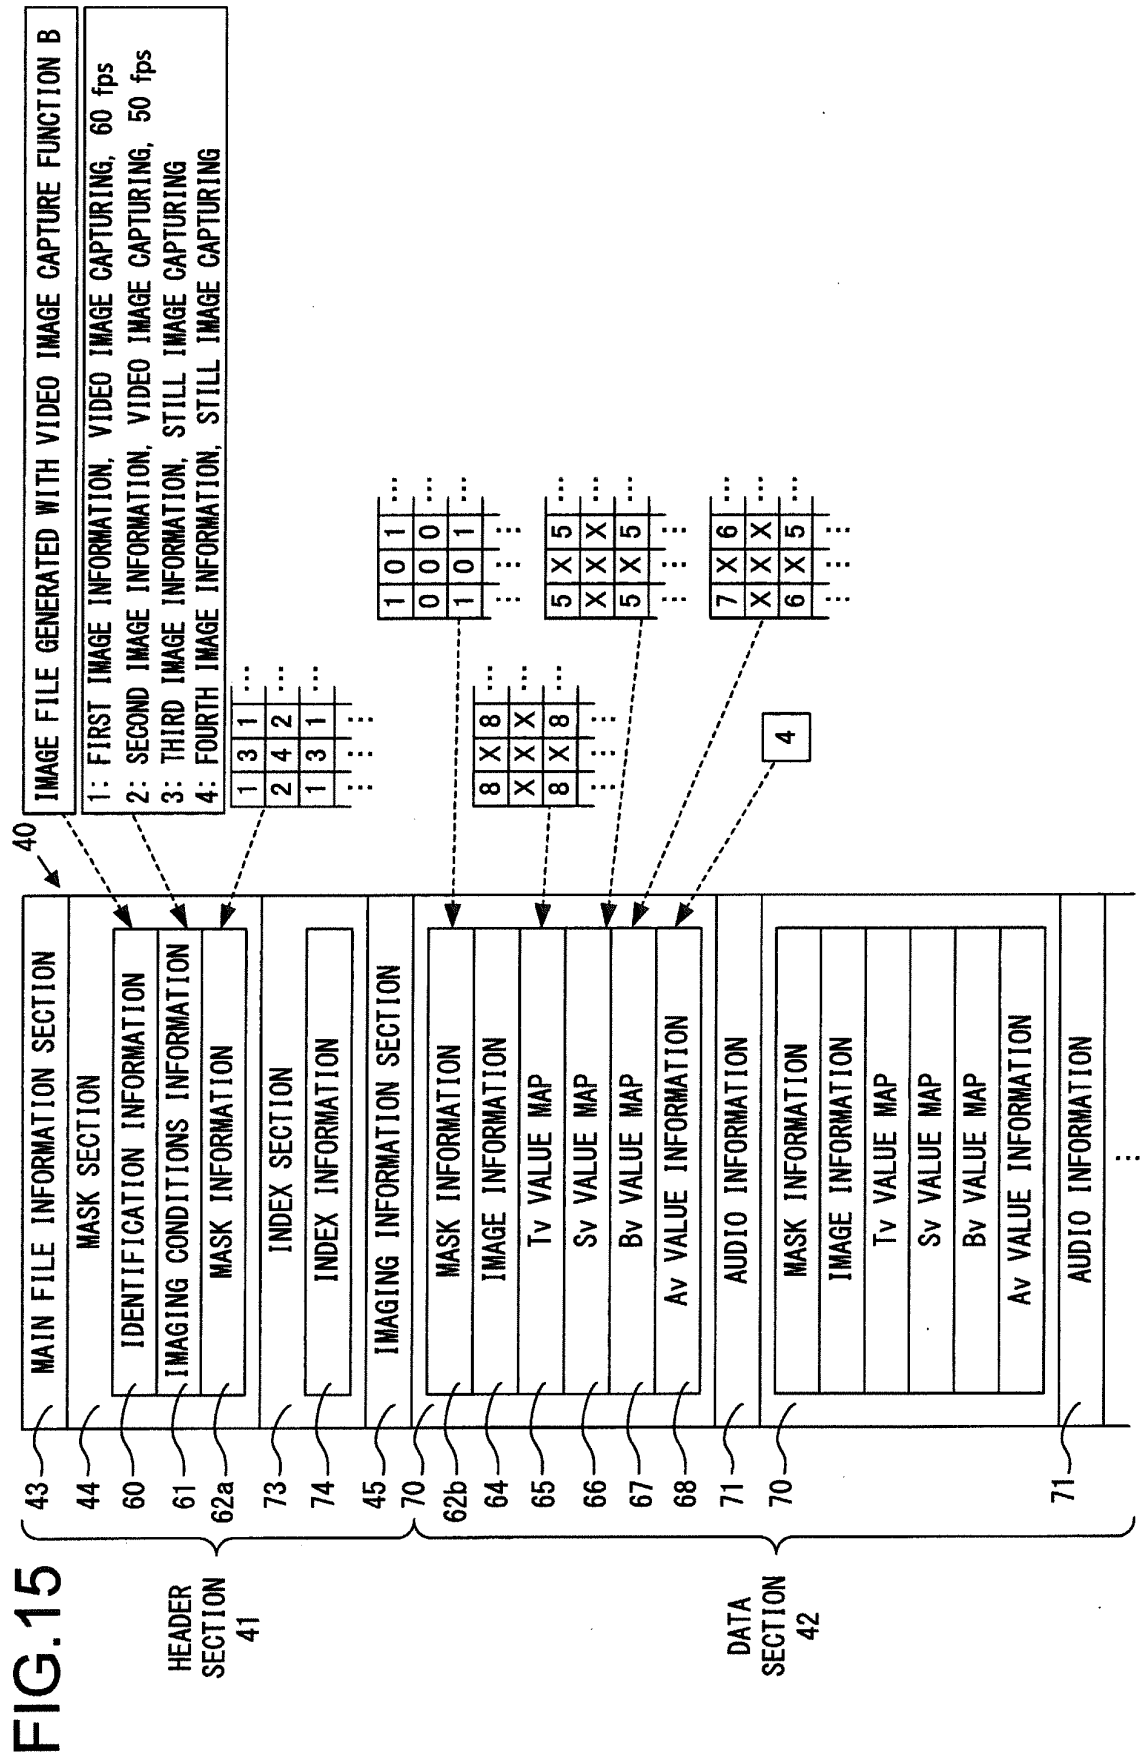 FIG.15
40
HEADER
SECTION
41
43
MAIN FILE INFORMATION SECTION
44
MASK SECTION
60
IDENTIFICATION INFORMATION
IMAGE FILE GENERATED WITH VIDEO IMAGE CAPTURE FUNCTION B
61
IMAGING CONDITIONS INFORMATION
1: FIRST IMAGE INFORMATION, VIDEO IMAGE CAPTURING, 60 fps
2: SECOND IMAGE INFORMATION, VIDEO IMAGE CAPTURING, 50 fps
3: THIRD IMAGE INFORMATION, STILL IMAGE CAPTURING
4: FOURTH IMAGE INFORMATION, STILL IMAGE CAPTURING
62a
MASK INFORMATION
1 3 1 ...
2 4 2 ...
1 3 1 ...
... ... ...
73
INDEX SECTION
74
INDEX INFORMATION
45
IMAGING INFORMATION SECTION
DATA
SECTION
42
70
62b
MASK INFORMATION
1 0 1 ...
0 0 0 ...
1 0 1 ...
... ... ...
64
IMAGE INFORMATION
65
Tv VALUE MAP
8 X 8 ...
X X X ...
8 X 8 ...
... ... ...
66
Sv VALUE MAP
5 X 5 ...
X X X ...
5 X 5 ...
... ... ...
67
Bv VALUE MAP
7 X 6 ...
X X X ...
6 X 5 ...
... ... ...
68
Av VALUE INFORMATION
4
71
AUDIO INFORMATION
70
MASK INFORMATION
IMAGE INFORMATION
Tv VALUE MAP
Sv VALUE MAP
Bv VALUE MAP
Av VALUE INFORMATION
71
AUDIO INFORMATION
...